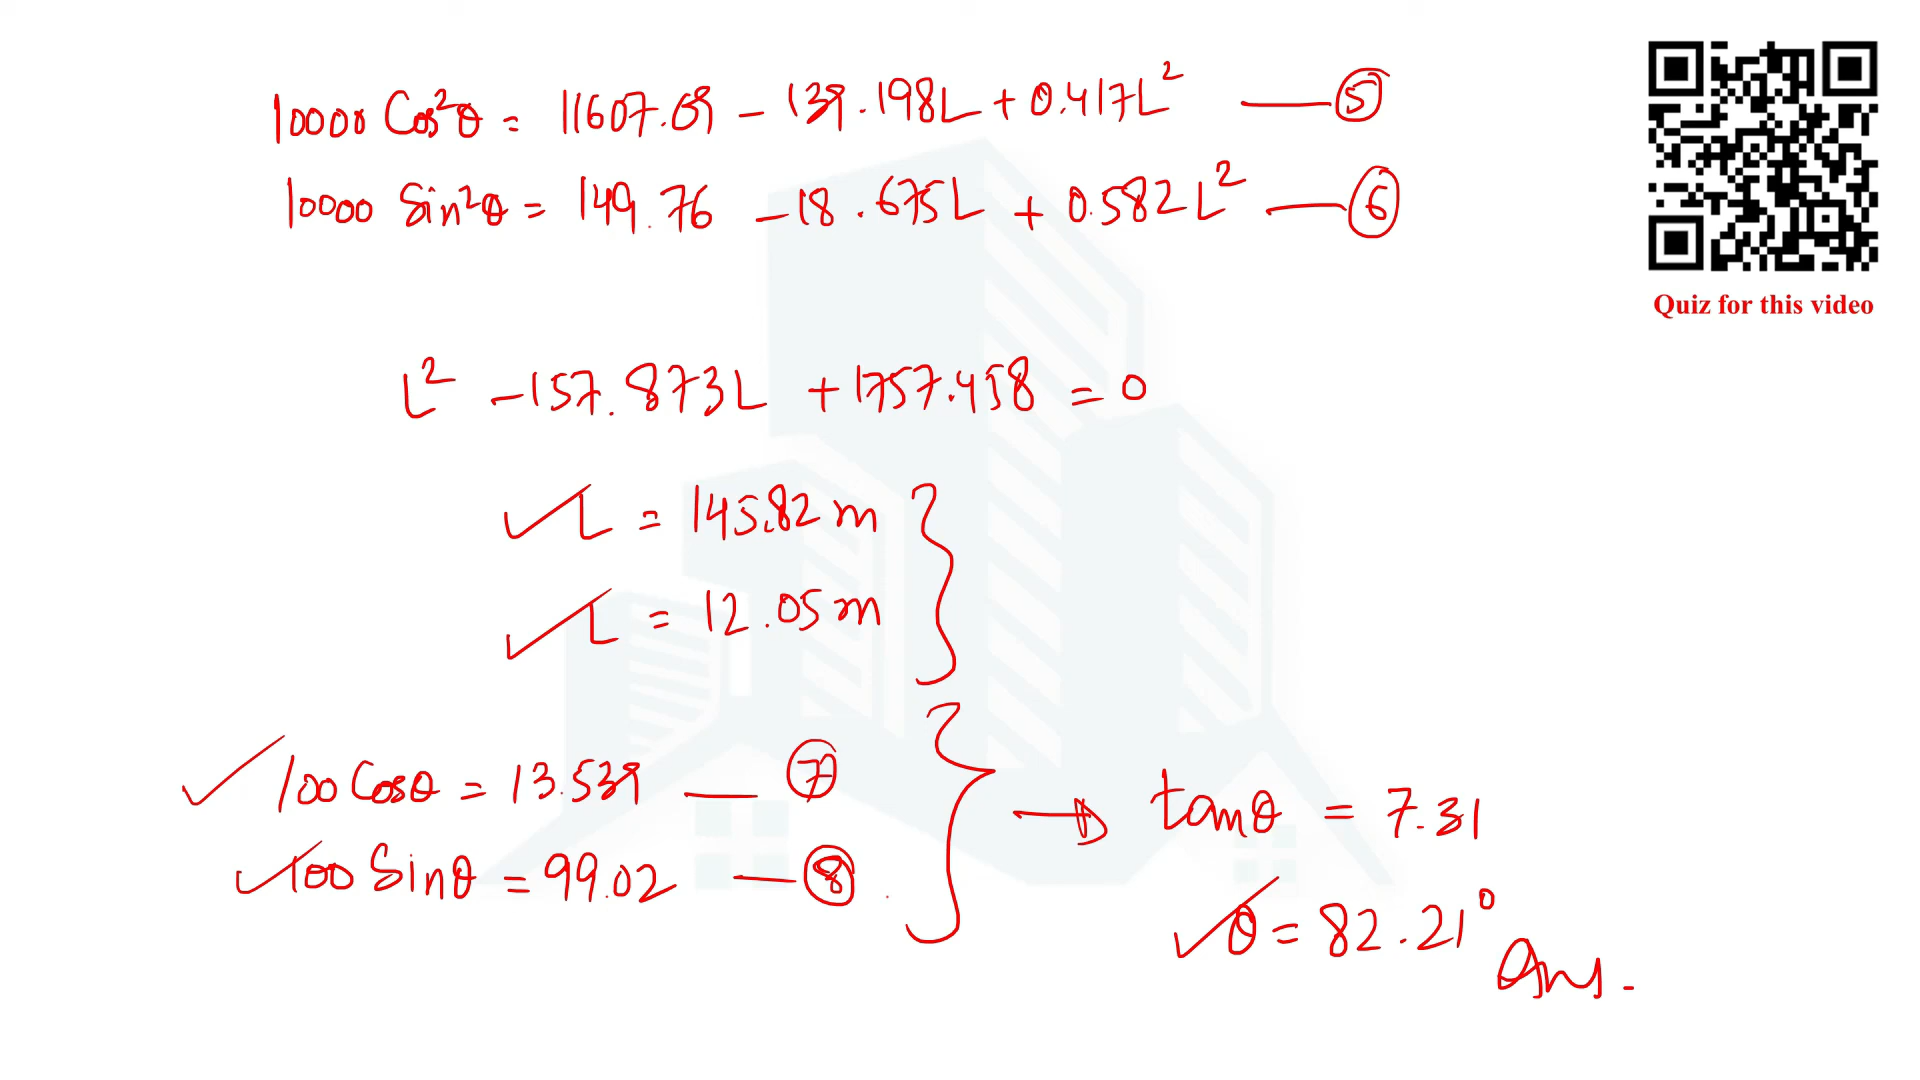 10000 Cos²θ = 11607.09 - 139.198L + 0.417L² — ⑤
10000 Sin²θ = 149.76 - 18.675L + 0.582L² — ⑥
Quiz for this video
L² - 157.873L + 1757.458 = 0
L = 145.82 m
L = 12.05 m
100 Cosθ = 13.539 — ⑦
100 Sinθ = 99.02 — ⑧
tanθ = 7.31
θ = 82.21°
Ans.